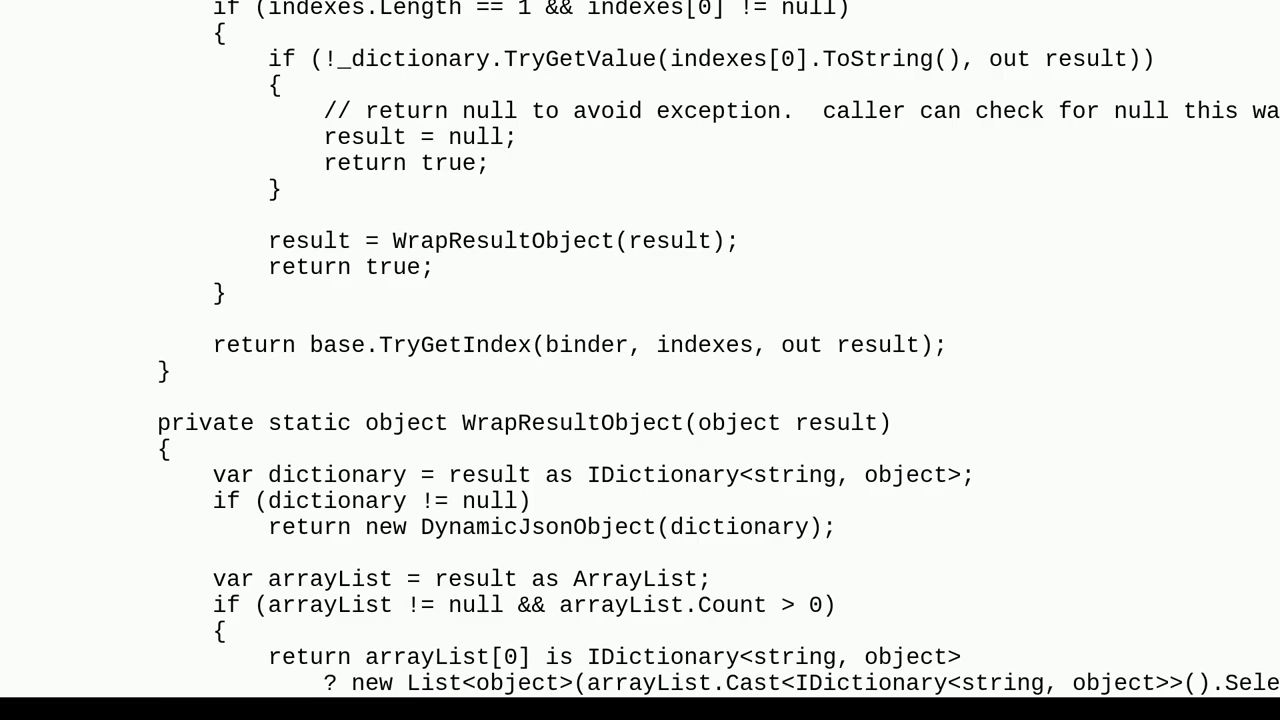 if (indexes.Length == 1 && indexes[0] != null)
{
if (!_dictionary.TryGetValue(indexes[0].ToString(), out result))
{
// return null to avoid exception.  caller can check for null this wa
result = null;
return true;
}
result = WrapResultObject(result);
return true;
}
return base.TryGetIndex(binder, indexes, out result);
}
private static object WrapResultObject(object result)
{
var dictionary = result as IDictionary<string, object>;
if (dictionary != null)
return new DynamicJsonObject(dictionary);
var arrayList = result as ArrayList;
if (arrayList != null && arrayList.Count > 0)
{
return arrayList[0] is IDictionary<string, object>
? new List<object>(arrayList.Cast<IDictionary<string, object>>().Sele